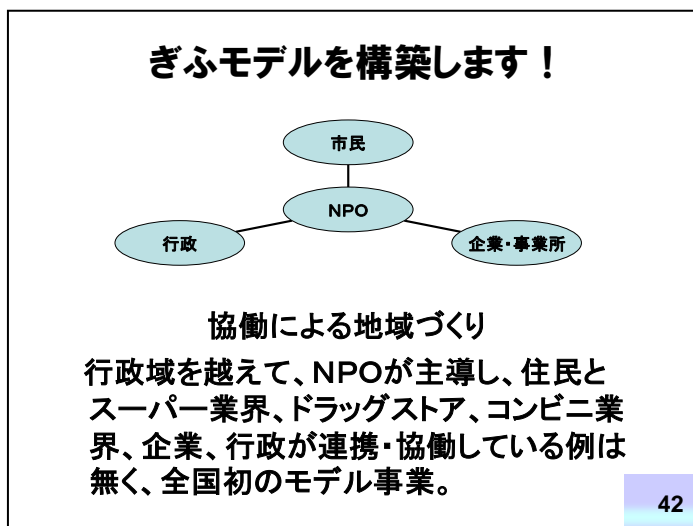 ぎふモデルを構築します！
市民
NPO
行政
企業・事業所
協働による地域づくり
行政域を越えて、NPOが主導し、住民と
スーパー業界、ドラッグストア、コンビニ業
界、企業、行政が連携・協働している例は
無く、全国初のモデル事業。
42